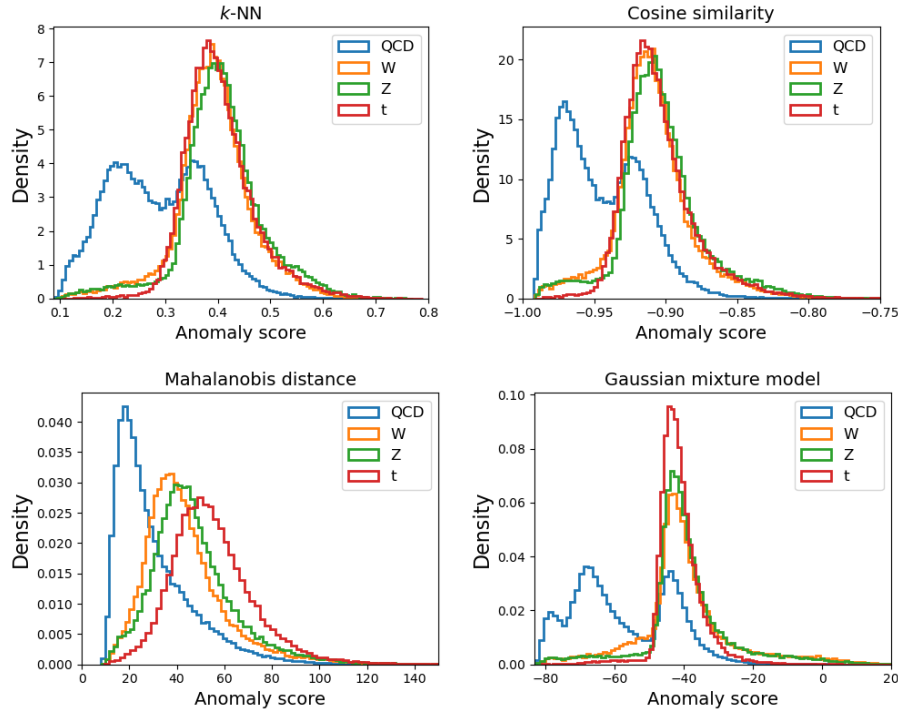 k-NN
Density
8
7
6
5
4
3
2
1
0
0.1 0.2 0.3 0.4 0.5 0.6 0.7 0.8
Anomaly score
QCD
W
Z
t
Cosine similarity
Density
20
15
10
5
0
−1.00 −0.95 −0.90 −0.85 −0.80 −0.75
Anomaly score
QCD
W
Z
t
Mahalanobis distance
Density
0.040
0.035
0.030
0.025
0.020
0.015
0.010
0.005
0.000
0 20 40 60 80 100 120 140
Anomaly score
QCD
W
Z
t
Gaussian mixture model
Density
0.10
0.08
0.06
0.04
0.02
0.00
−80 −60 −40 −20 0 20
Anomaly score
QCD
W
Z
t